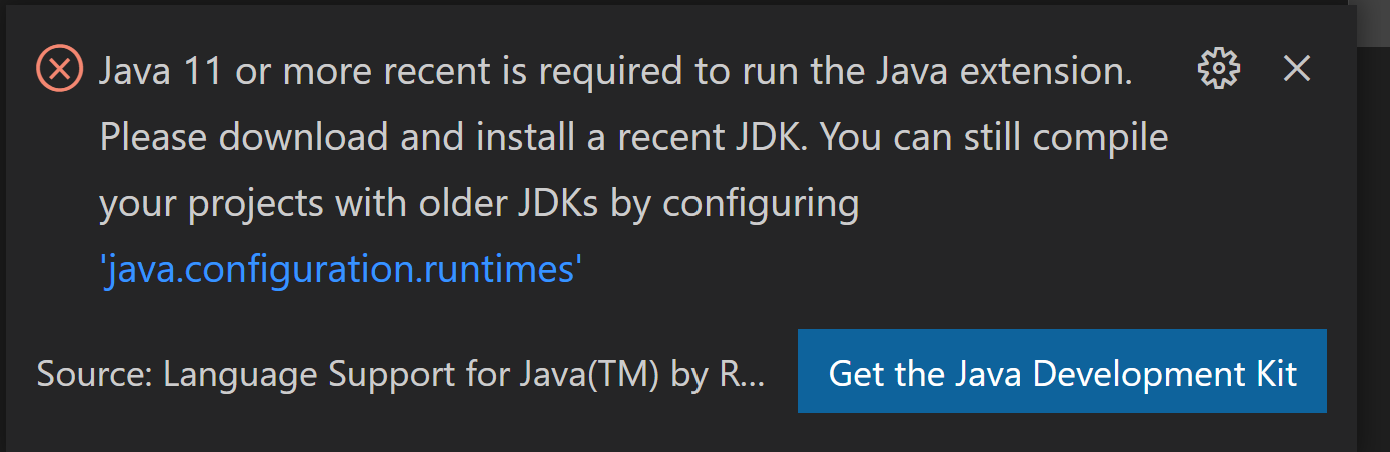 Java 11 or more recent is required to run the Java extension.
Please download and install a recent JDK. You can still compile
your projects with older JDKs by configuring
'java.configuration.runtimes'
Source: Language Support for Java(TM) by R...
Get the Java Development Kit